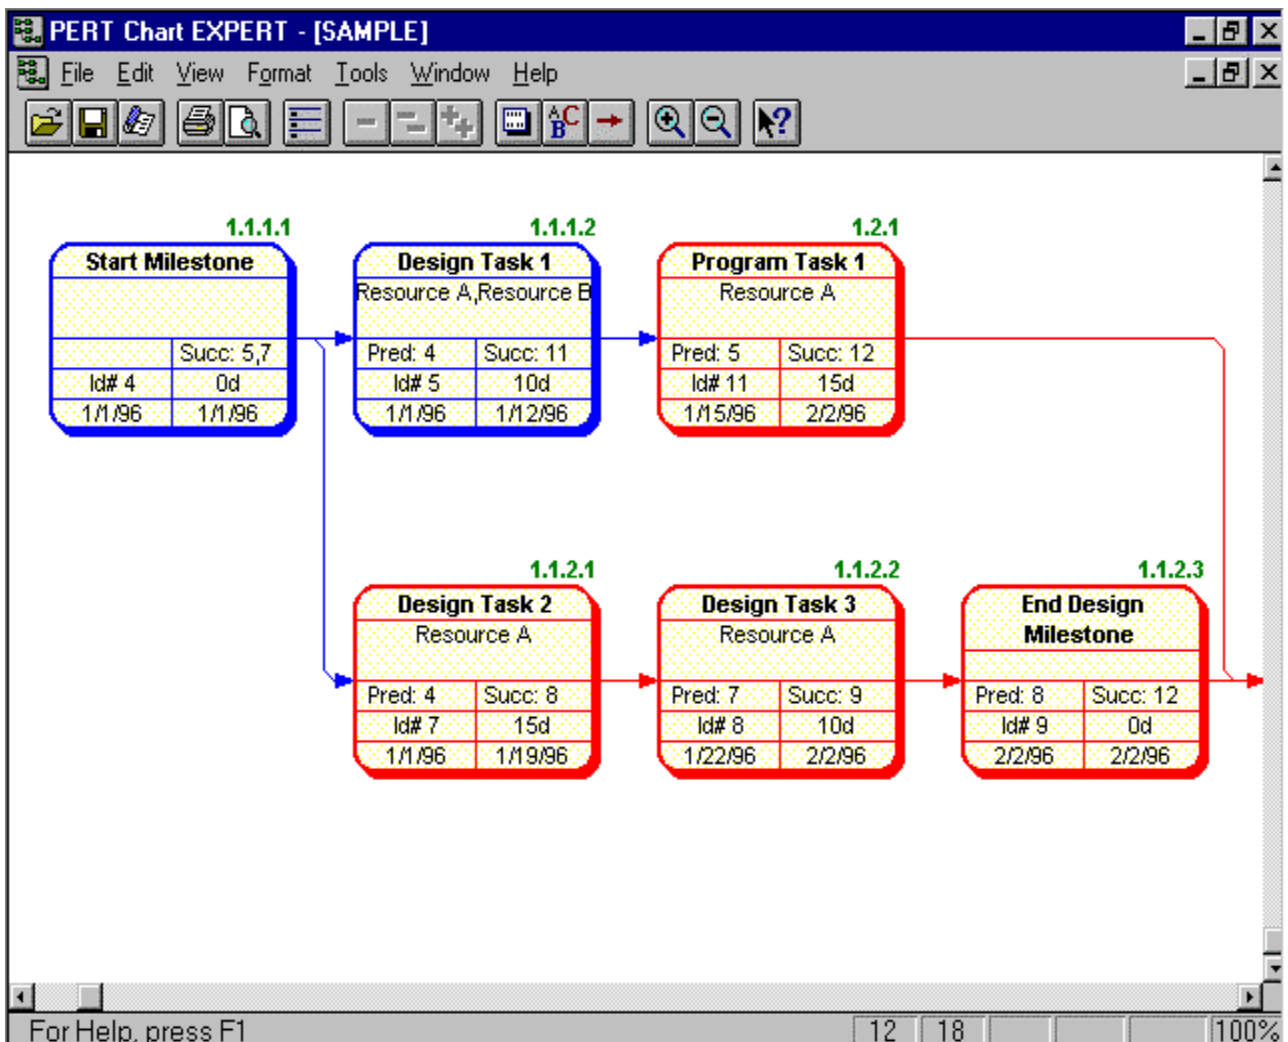 PERT Chart EXPERT - [SAMPLE]
File Edit View Format Tools Window Help
A C B
1.1.1.1
Start Milestone
Succ: 5,7
Id# 4 0d
1/1/96 1/1/96
1.1.1.2
Design Task 1
Resource A,Resource B
Pred: 4 Succ: 11
Id# 5 10d
1/1/96 1/12/96
1.2.1
Program Task 1
Resource A
Pred: 5 Succ: 12
Id# 11 15d
1/15/96 2/2/96
1.1.2.1
Design Task 2
Resource A
Pred: 4 Succ: 8
Id# 7 15d
1/1/96 1/19/96
1.1.2.2
Design Task 3
Resource A
Pred: 7 Succ: 9
Id# 8 10d
1/22/96 2/2/96
1.1.2.3
End Design
Milestone
Pred: 8 Succ: 12
Id# 9 0d
2/2/96 2/2/96
For Help, press F1 12 18 100%